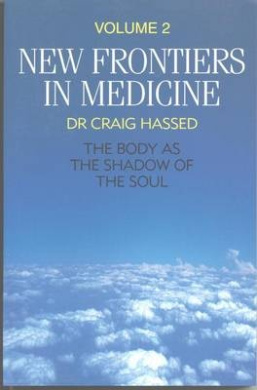 VOLUME 2
NEW FRONTIERS
IN MEDICINE
DR CRAIG HASSED
THE BODY AS
THE SHADOW OF
THE SOUL